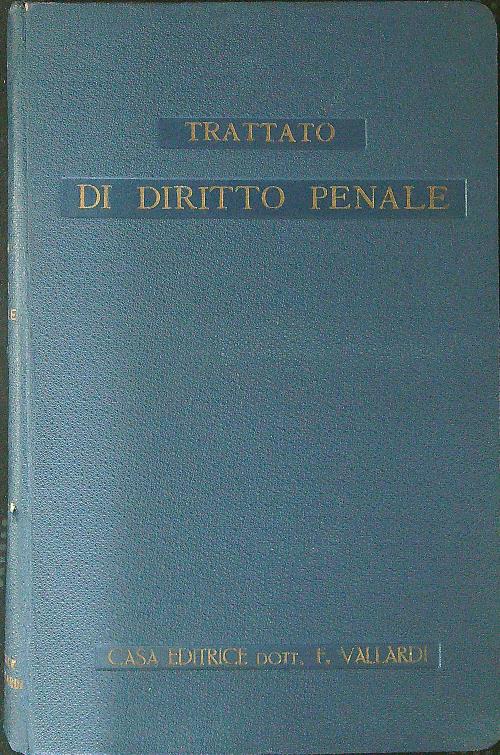 TRATTATO
DI DIRITTO PENALE
CASA EDITRICE DOTT. F. VALLARDI